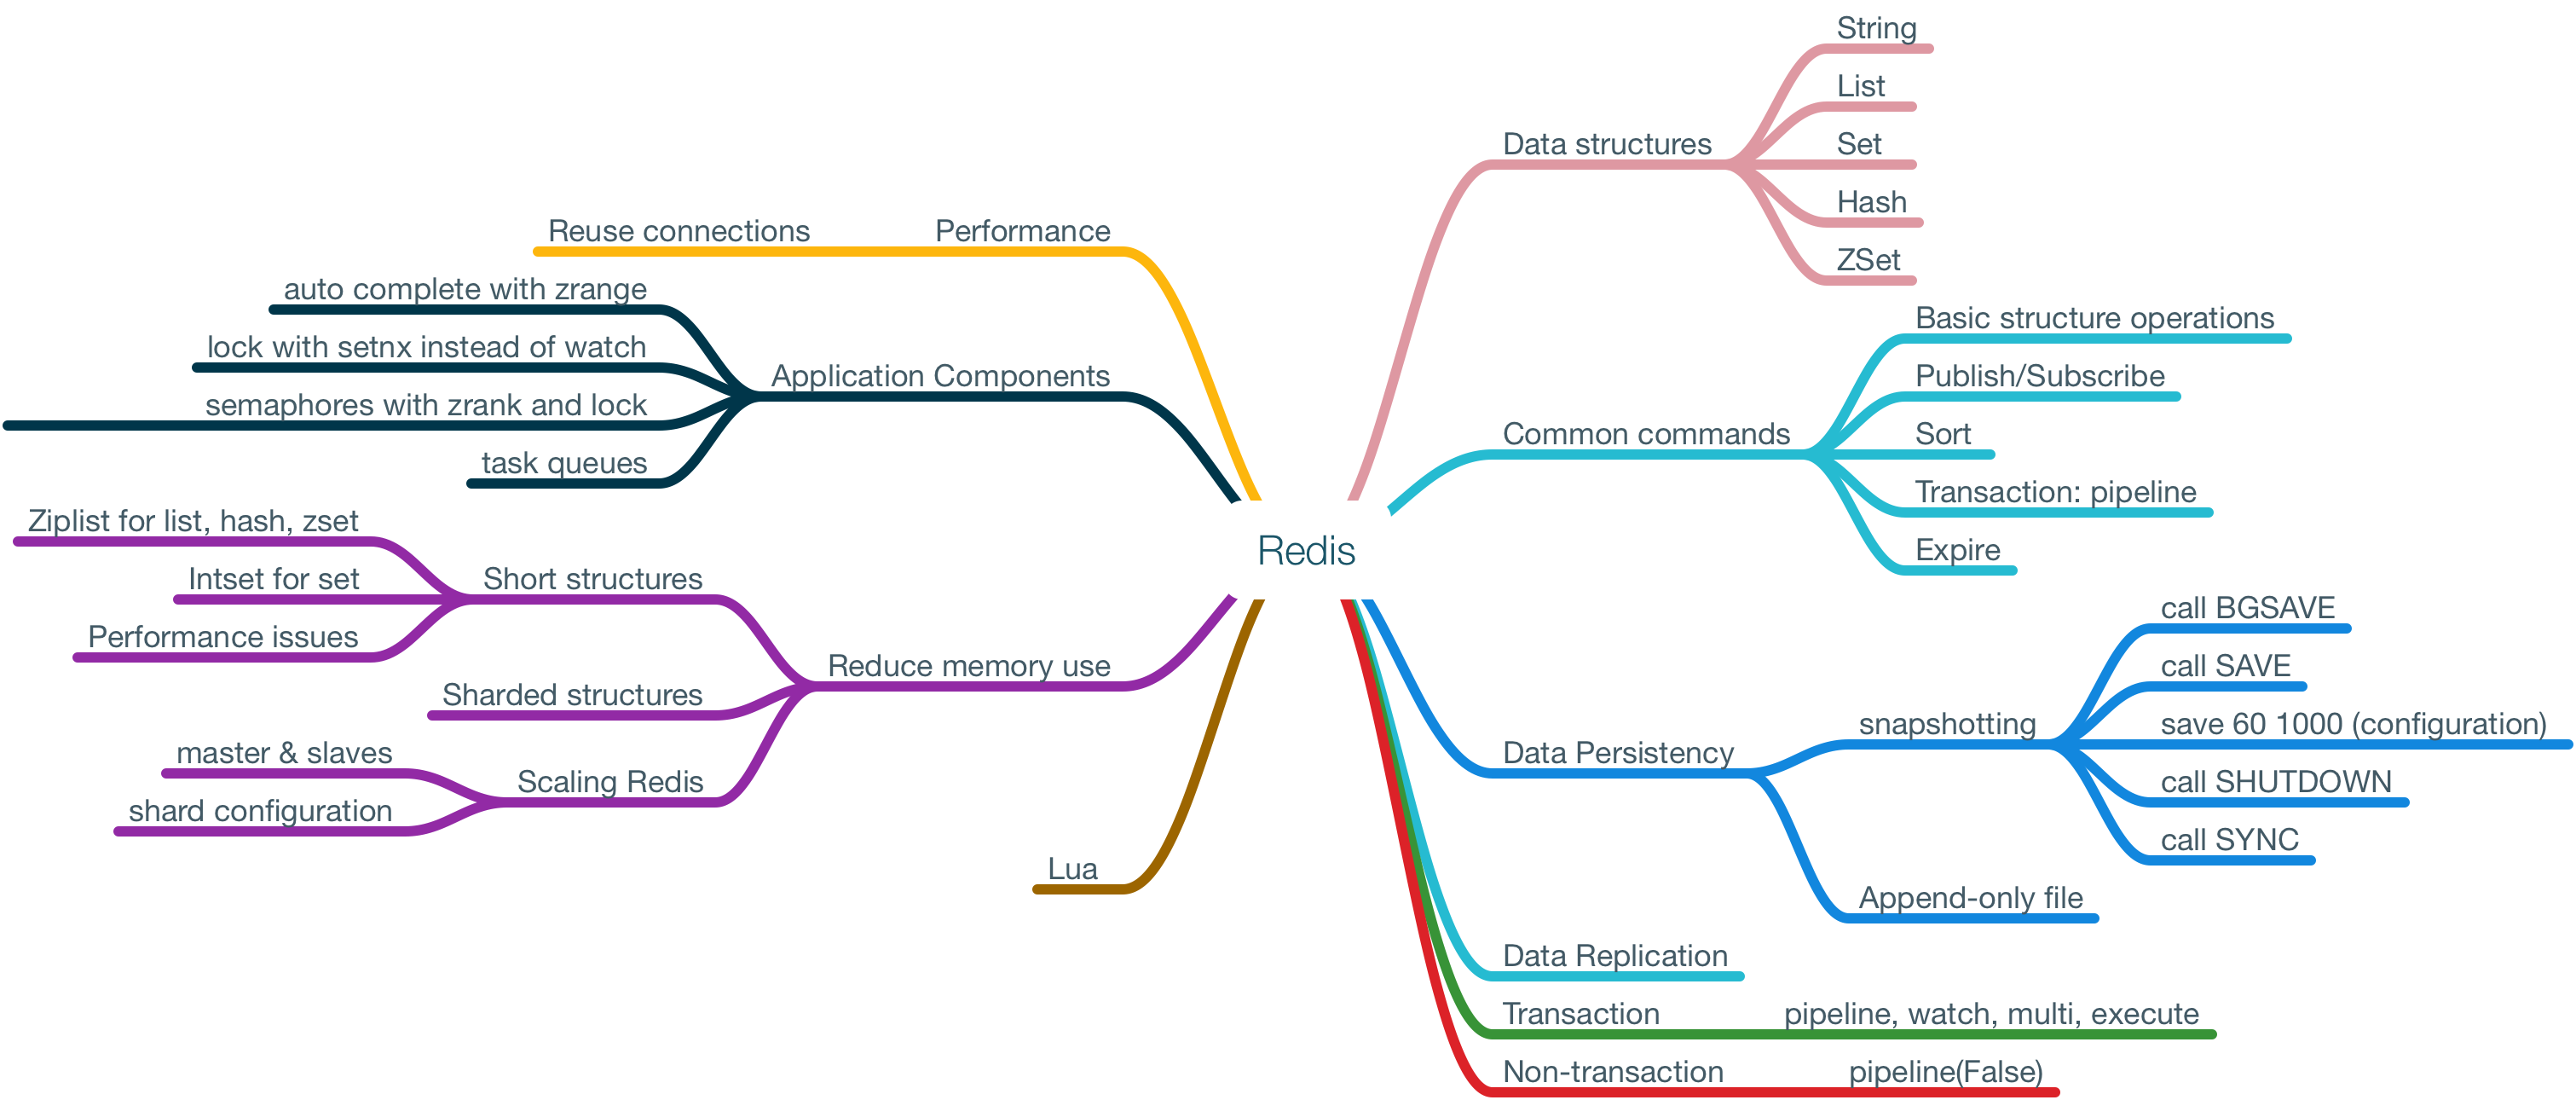 Redis
Data structures
String
List
Set
Hash
ZSet
Common commands
Basic structure operations
Publish/Subscribe
Sort
Transaction: pipeline
Expire
Data Persistency
snapshotting
call BGSAVE
call SAVE
save 60 1000 (configuration)
call SHUTDOWN
call SYNC
Append-only file
Data Replication
Transaction
pipeline, watch, multi, execute
Non-transaction
pipeline(False)
Performance
Reuse connections
Application Components
auto complete with zrange
lock with setnx instead of watch
semaphores with zrank and lock
task queues
Reduce memory use
Short structures
Ziplist for list, hash, zset
Intset for set
Performance issues
Sharded structures
Scaling Redis
master & slaves
shard configuration
Lua